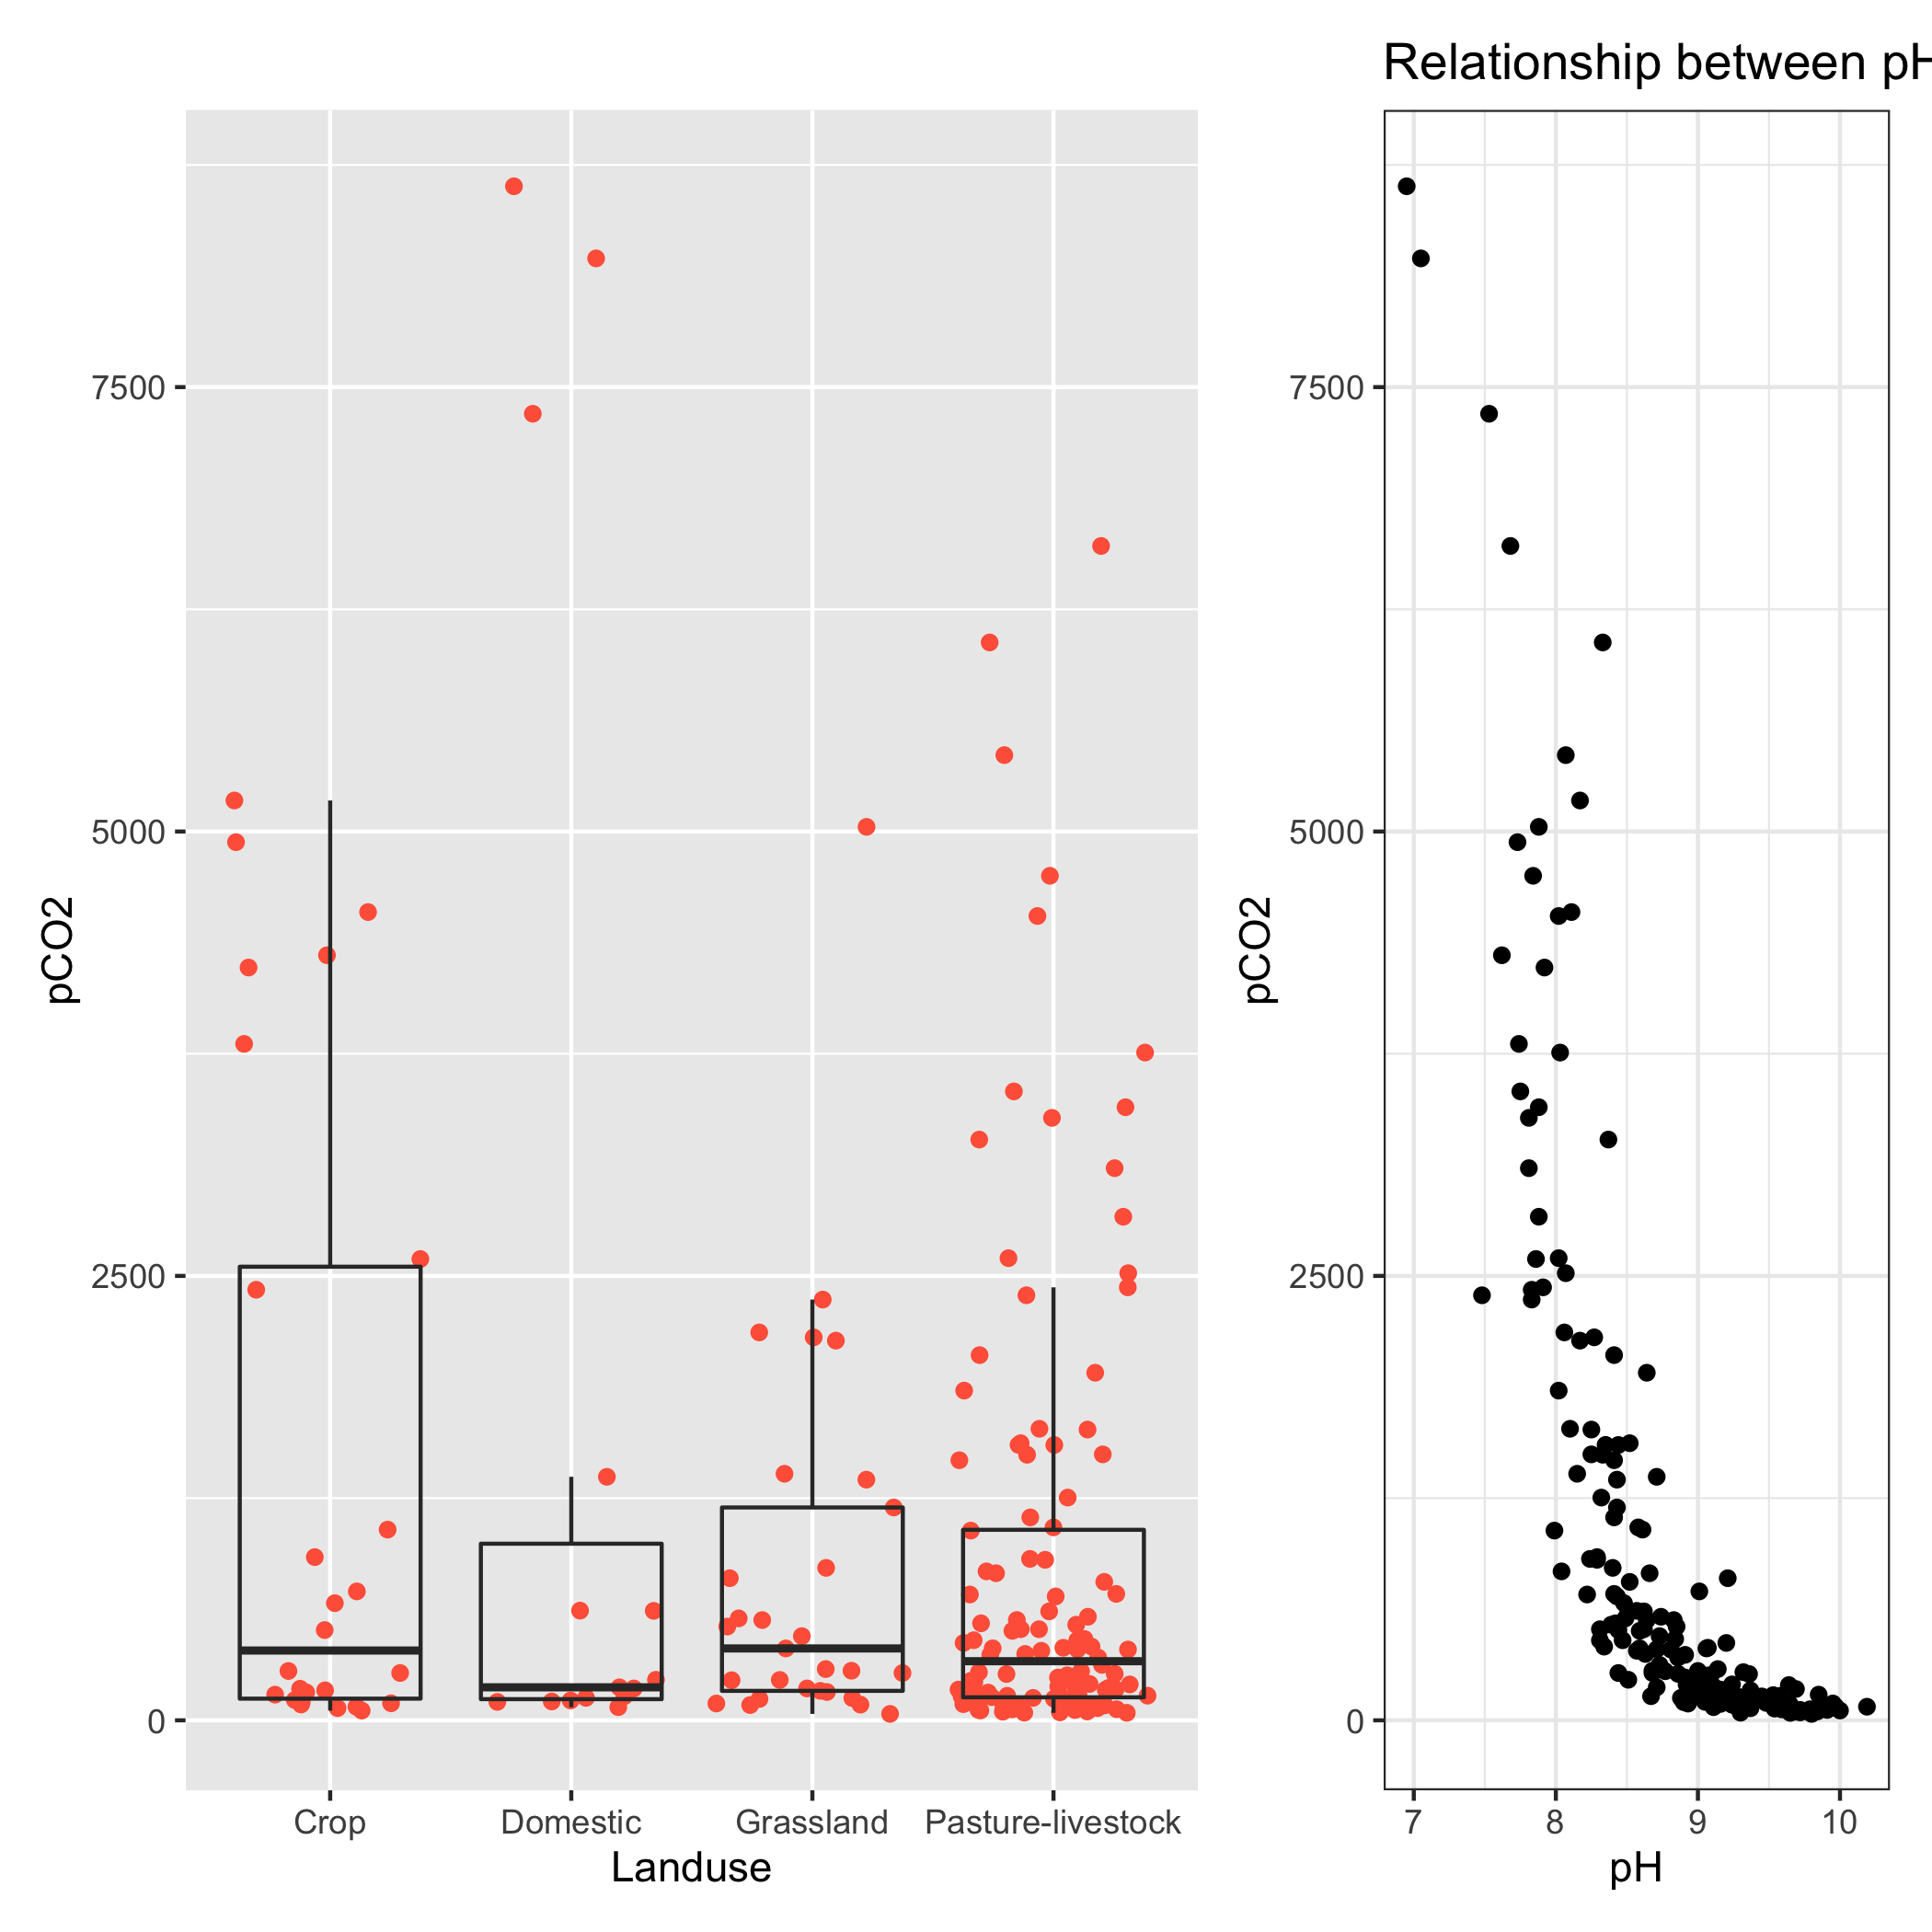 Relationship between pH
7500
5000
2500
0
pCO2
Crop
Domestic
Grassland
Pasture-livestock
Landuse
7500
5000
2500
0
pCO2
7
8
9
10
pH